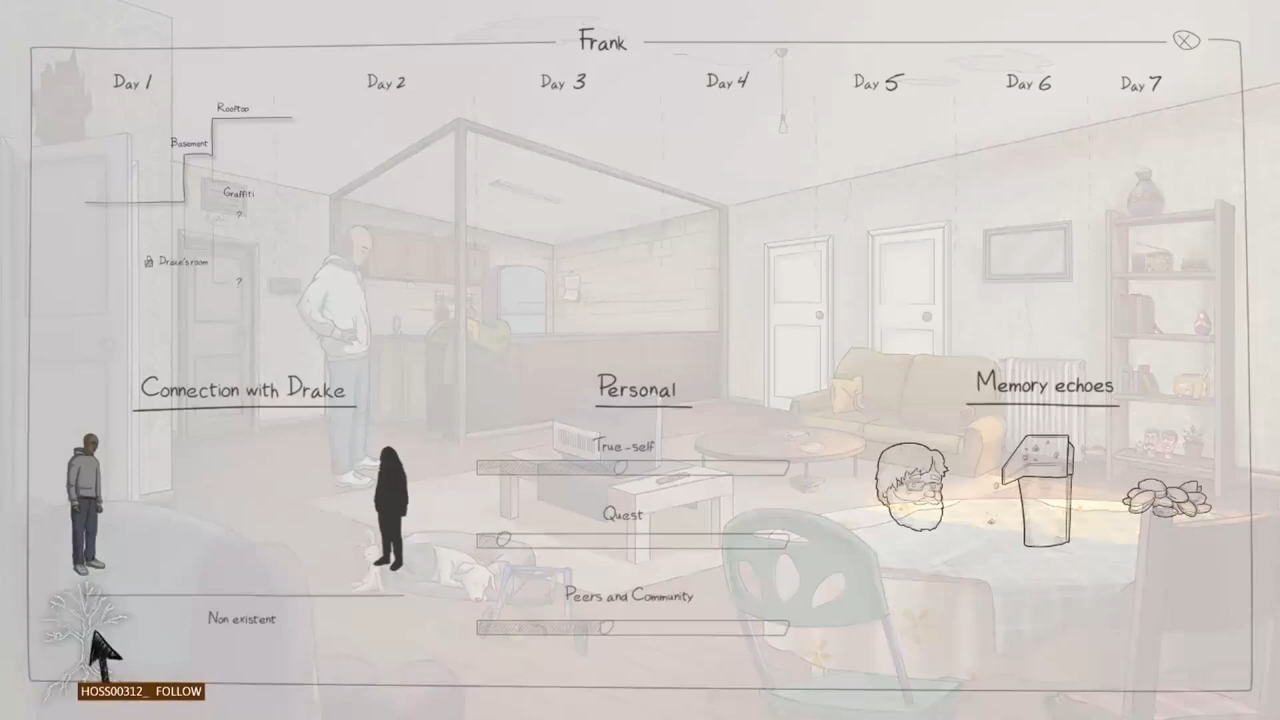 Frank
Day 1
Day 2
Day 3
Day 4
Day 5
Day 6
Day 7
Rooftop
Basement
Graffiti
?
Drake's room
?
Connection with Drake
Personal
Memory echoes
True-self
Quest
Peers and Community
Non existent
HOSS00312_ FOLLOW